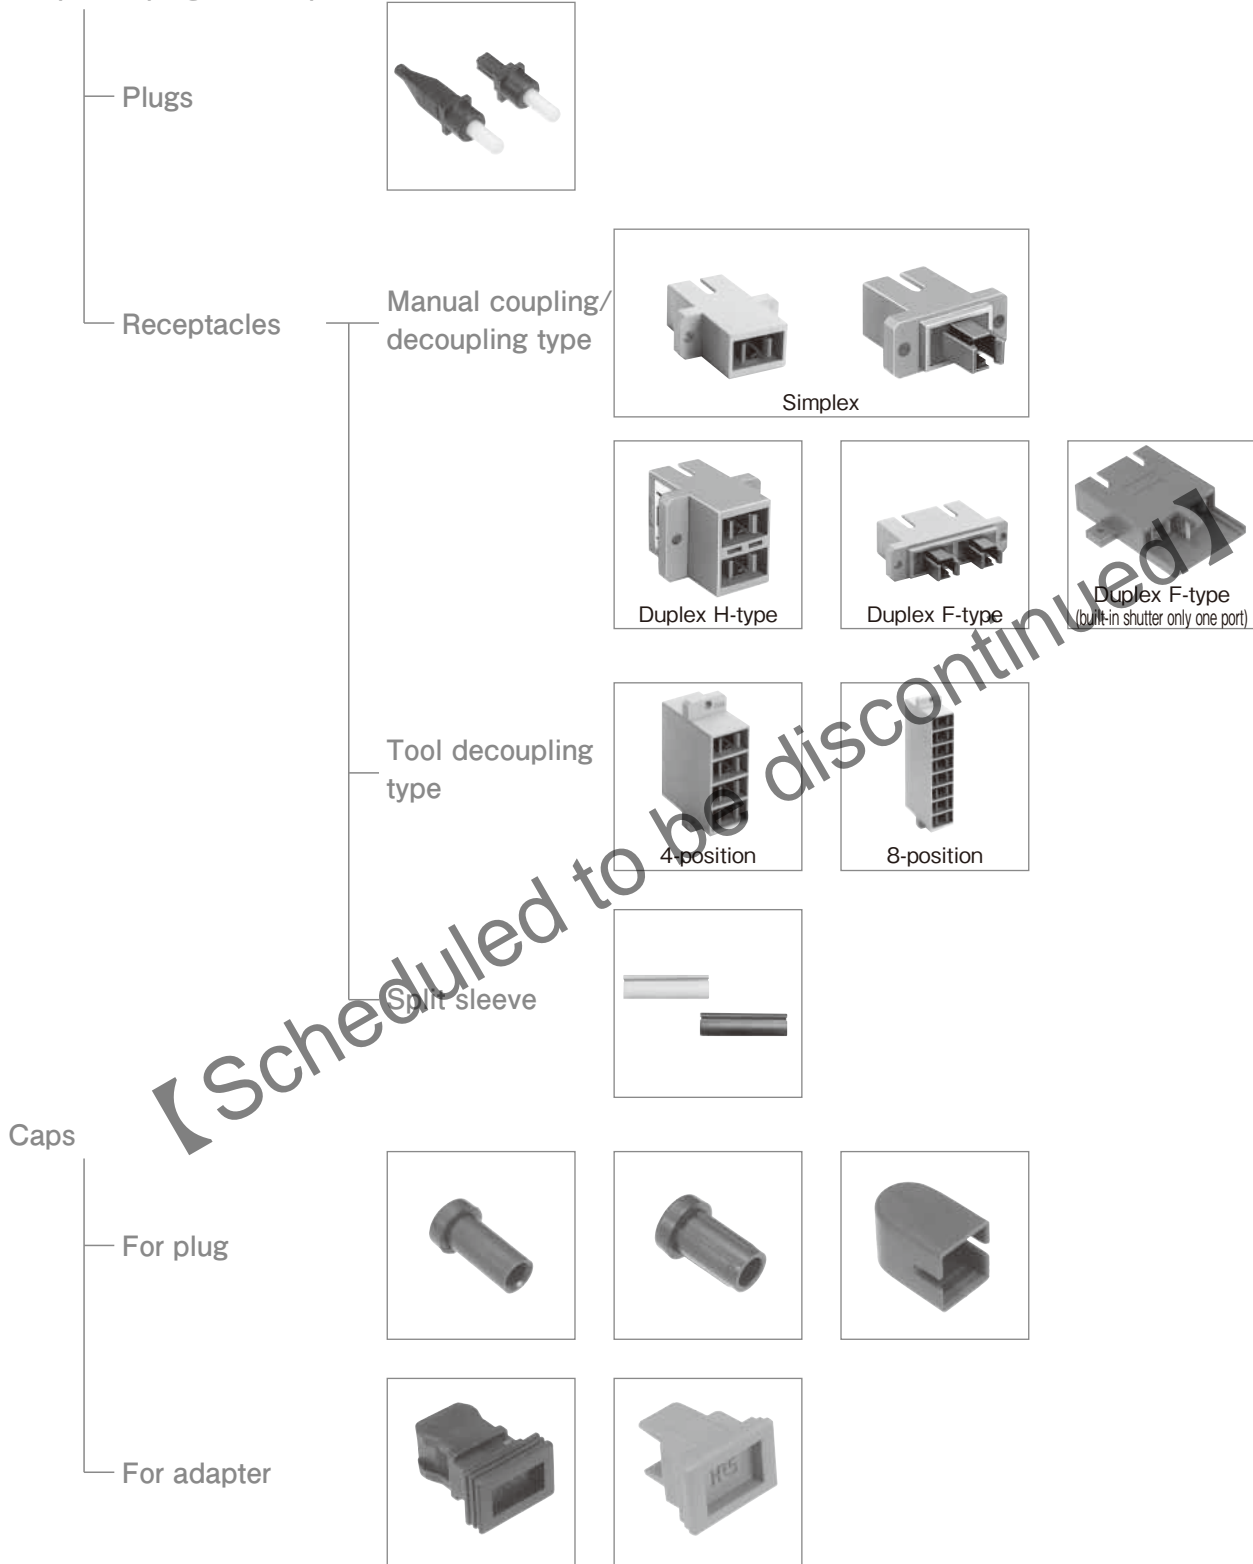 Plugs
Receptacles
Manual coupling/
decoupling type
Simplex
Duplex H-type
Duplex F-type
Duplex F-type
(built-in shutter only one port)
Tool decoupling
type
4-position
8-position
Split sleeve
【Scheduled to be discontinued】
Caps
For plug
For adapter
HRS